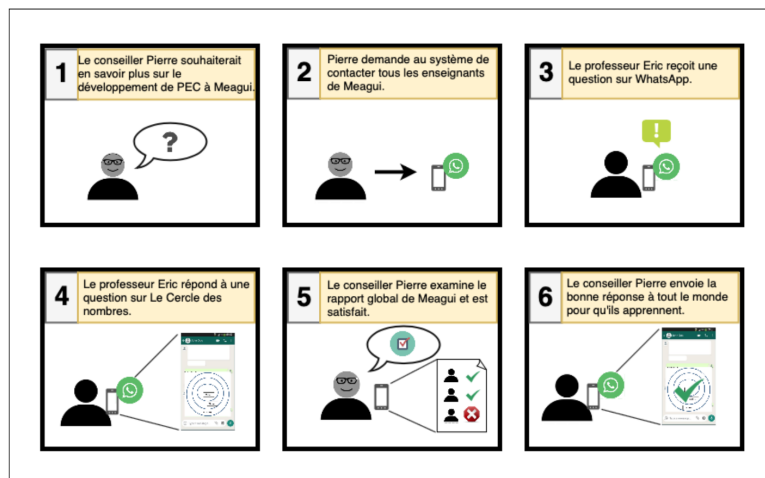 1
Le conseiller Pierre souhaiterait
en savoir plus sur le
développement de PEC à Meagui.
?
2
Pierre demande au système de
contacter tous les enseignants
de Meagui.
3
Le professeur Eric reçoit une
question sur WhatsApp.
!
4
Le professeur Eric répond à une
question sur Le Cercle des
nombres.
5
Le conseiller Pierre examine le
rapport global de Meagui et est
satisfait.
6
Le conseiller Pierre envoie la
bonne réponse à tout le monde
pour qu'ils apprennent.